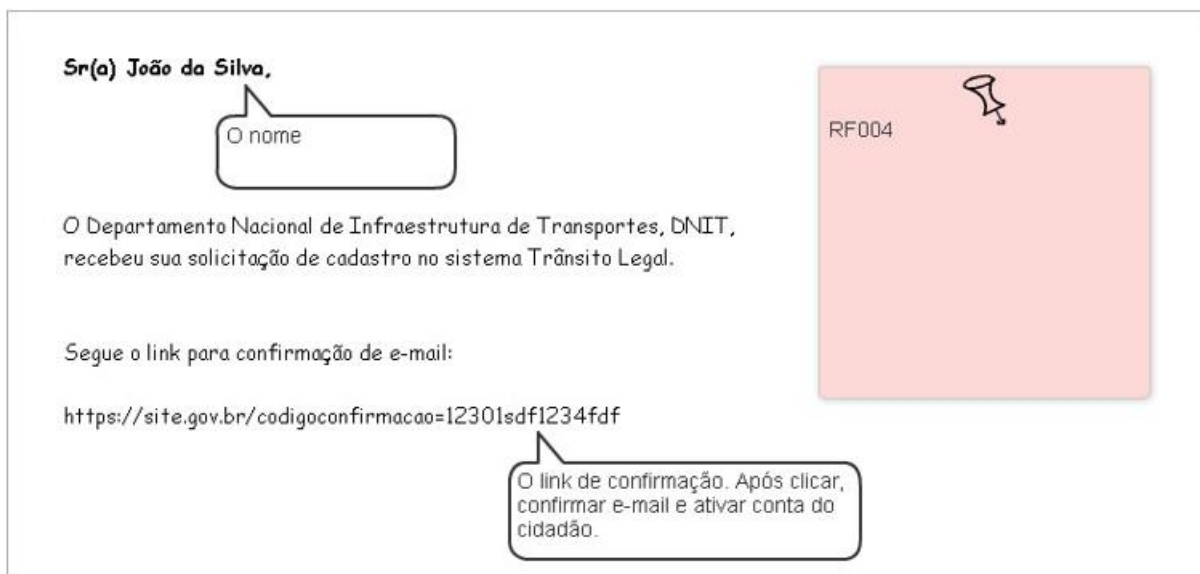 Sr(a) João da Silva,
O nome
RF004
O Departamento Nacional de Infraestrutura de Transportes, DNIT,
recebeu sua solicitação de cadastro no sistema Trânsito Legal.
Segue o link para confirmação de e-mail:
https://site.gov.br/codigoconfirmacao=12301sdf1234fdf
O link de confirmação. Após clicar,
confirmar e-mail e ativar conta do
cidadão.